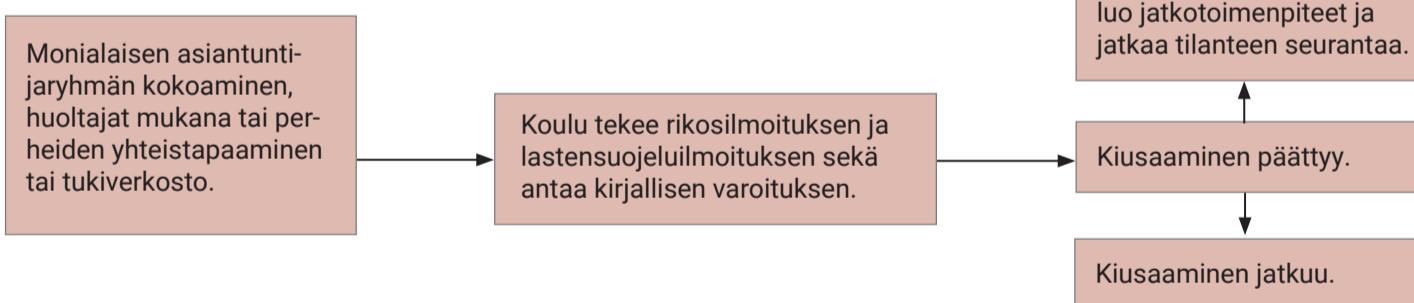 Monialaisen asiantunti-
jaryhmän kokoaminen,
huoltajat mukana tai per-
heiden yhteistapaaminen
tai tukiverkosto.
Koulu tekee rikosilmoituksen ja
lastensuojeluilmoituksen sekä
antaa kirjallisen varoituksen.
luo jatkotoimenpiteet ja
jatkaa tilanteen seurantaa.
Kiusaaminen päättyy.
Kiusaaminen jatkuu.